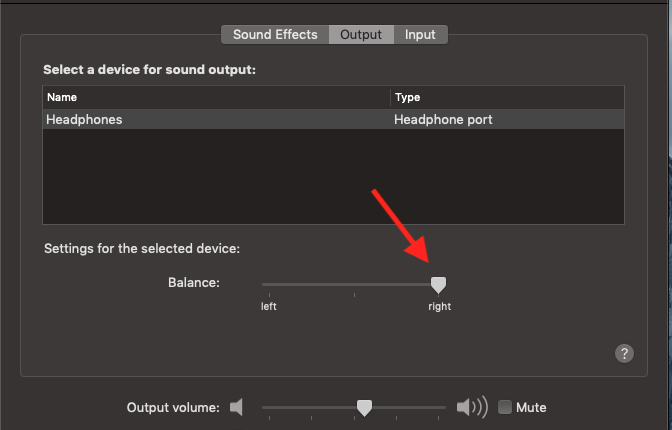 Sound Effects Output Input
Select a device for sound output:
Name Type
Headphones Headphone port
Settings for the selected device:
Balance:
left right
?
Output volume: Mute